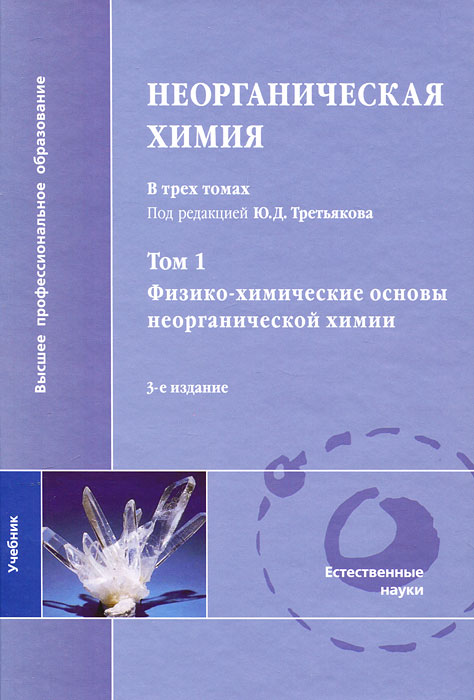 НЕОРГАНИЧЕСКАЯ
ХИМИЯ
В трех томах
Под редакцией Ю.Д. Третьякова
Том 1
Физико-химические основы
неорганической химии
3-е издание
Высшее профессиональное образование
Учебник
Естественные
науки